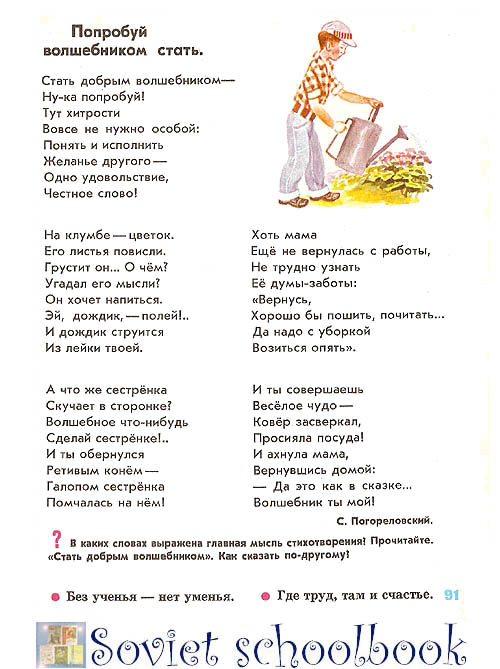 Попробуй
волшебником стать.
Стать добрым волшебником—
Ну-ка попробуй!
Тут хитрости
Вовсе не нужно особой:
Понять и исполнить
Желанье другого —
Одно удовольствие,
Честное слово!
На клумбе — цветок.
Его листья повисли.
Грустит он... О чём?
Угадал его мысли?
Он хочет напиться.
Эй, дождик, — полей!..
И дождик струится
Из лейки твоей.
А что же сестрёнка
Скучает в сторонке?
Волшебное что-нибудь
Сделай сестрёнке!..
И ты обернулся
Ретивым конём —
Галопом сестрёнка
Помчалась на нём!
Хоть мама
Ещё не вернулась с работы,
Не трудно узнать
Её думы-заботы:
«Вернусь,
Хорошо бы пошить, почитать...
Да надо с уборкой
Возиться опять».
И ты совершаешь
Весёлое чудо —
Ковёр засверкал,
Просияла посуда!
И ахнула мама,
Вернувшись домой:
— Да это как в сказке...
Волшебник ты мой!
С. Погореловский.
? В каких словах выражена главная мысль стихотворения? Прочитайте.
«Стать добрым волшебником». Как сказать по-другому?
● Без ученья — нет уменья. ● Где труд, там и счастье. 91
Soviet schoolbook